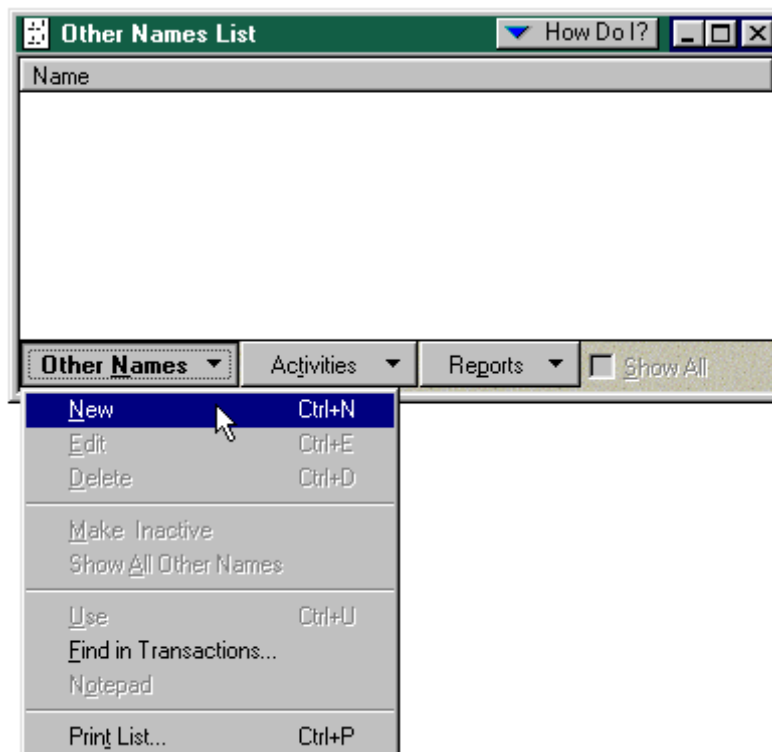 Other Names List How Do I?
Name
Other Names Activities Reports Show All
New Ctrl+N
Edit Ctrl+E
Delete Ctrl+D
Make Inactive
Show All Other Names
Use Ctrl+U
Find in Transactions...
Notepad
Print List... Ctrl+P